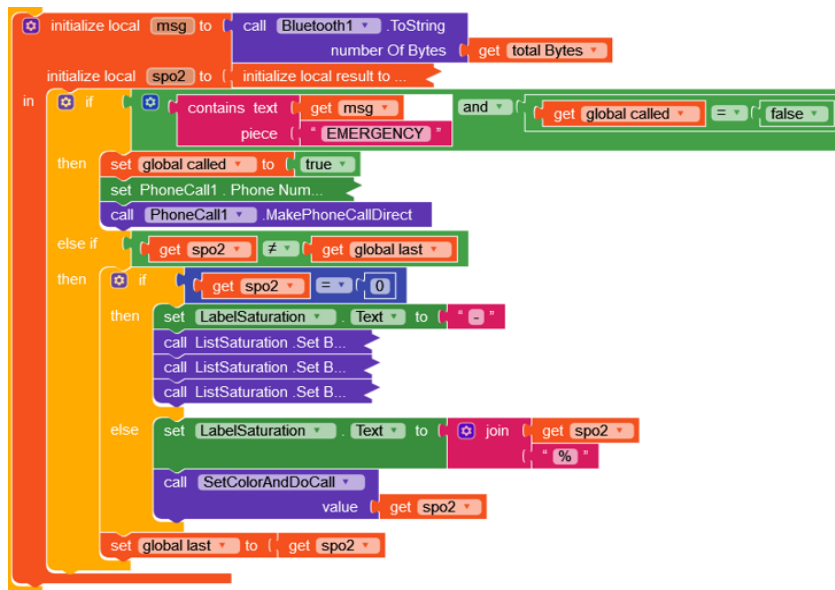 initialize local msg to call Bluetooth1 .ToString
number Of Bytes get total Bytes
initialize local spo2 to initialize local result to ...
in if contains text get msg and get global called = false
piece " EMERGENCY "
then set global called to true
set PhoneCall1 . Phone Num...
call PhoneCall1 .MakePhoneCallDirect
else if get spo2 ≠ get global last
then if get spo2 = 0
then set LabelSaturation . Text to " - "
call ListSaturation .Set B...
call ListSaturation .Set B...
call ListSaturation .Set B...
else set LabelSaturation . Text to join get spo2
" % "
call SetColorAndDoCall
value get spo2
set global last to get spo2